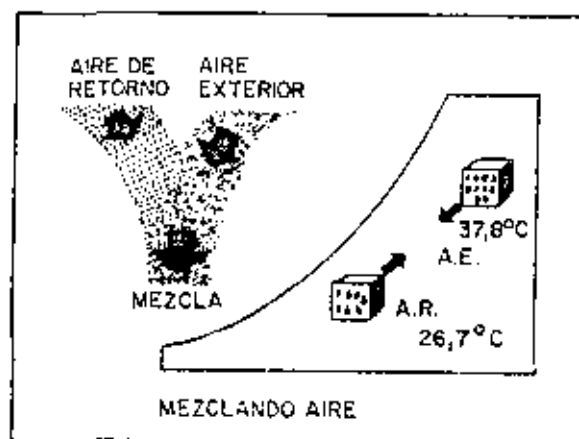 AIRE DE
RETORNO
AIRE
EXTERIOR
MEZCLA
37,8°C
A.E.
A.R.
26,7°C
MEZCLANDO AIRE